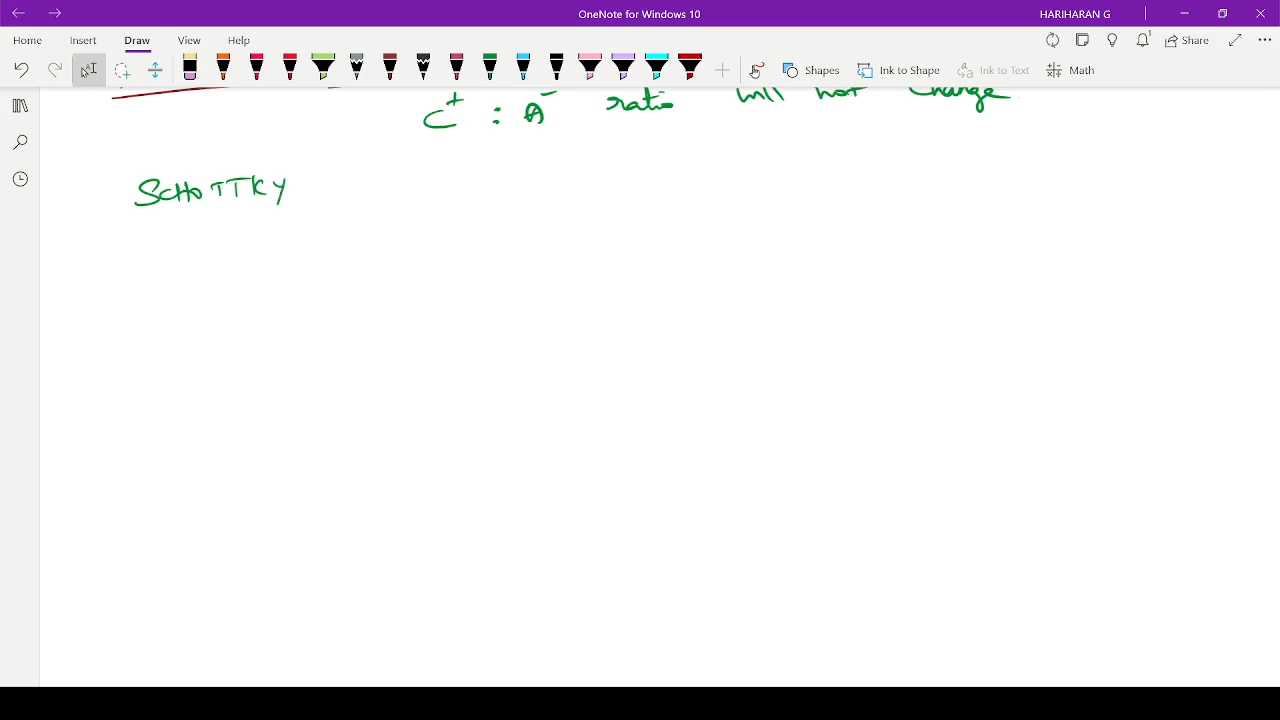 OneNote for Windows 10
HARIHARAN G
Home Insert Draw View Help
Share
Shapes Ink to Shape Ink to Text Math
C+ : A- ratio will not change
SCHOTTKY